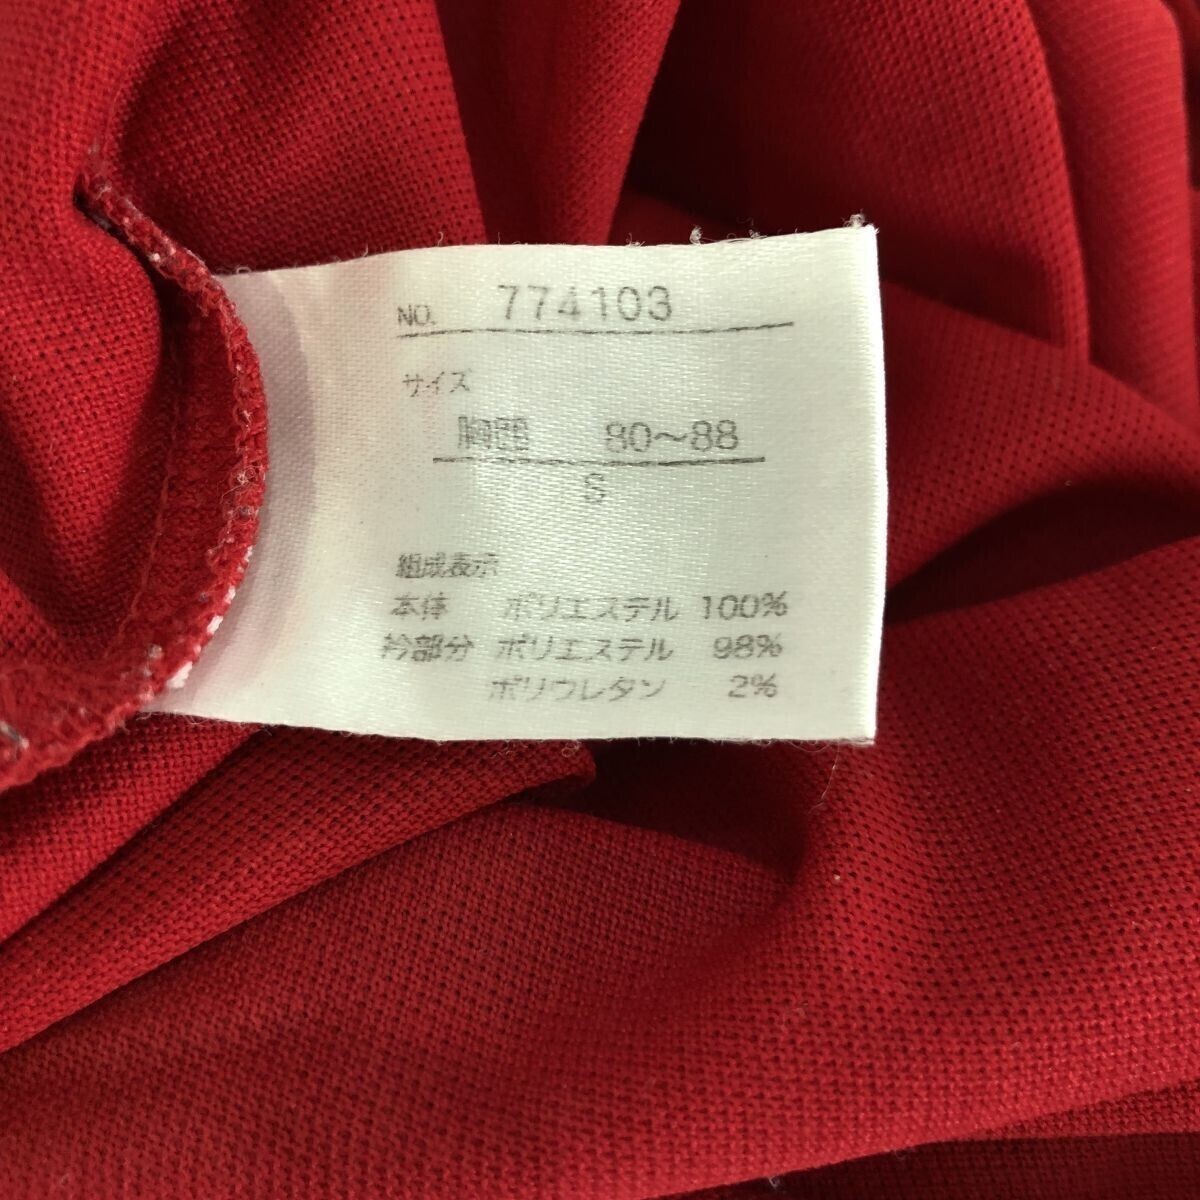 NO. 774103
サイズ
胸囲 80～88
S
組成表示
本体 ポリエステル 100%
衿部分 ポリエステル 98%
ポリウレタン 2%